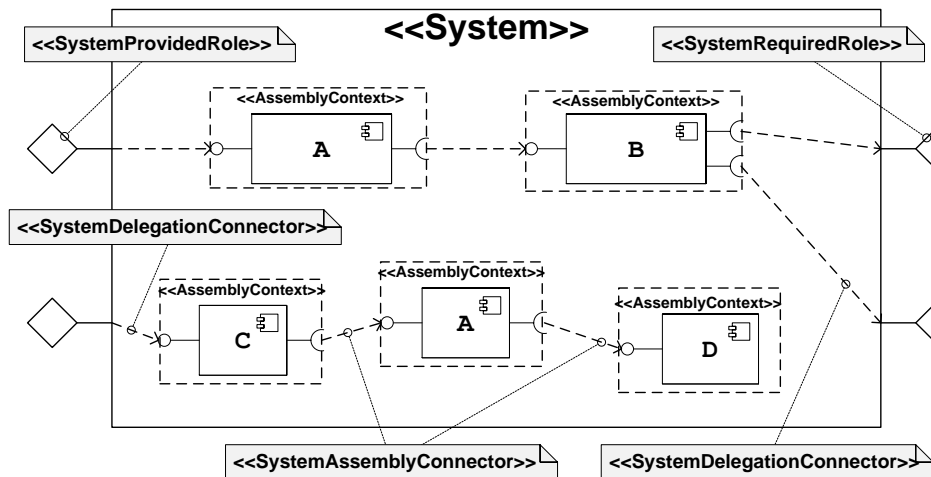 <<System>>
<<SystemProvidedRole>>
<<SystemRequiredRole>>
<<AssemblyContext>>
<<AssemblyContext>>
A
B
<<SystemDelegationConnector>>
<<AssemblyContext>>
<<AssemblyContext>>
<<AssemblyContext>>
C
A
D
<<SystemAssemblyConnector>>
<<SystemDelegationConnector>>